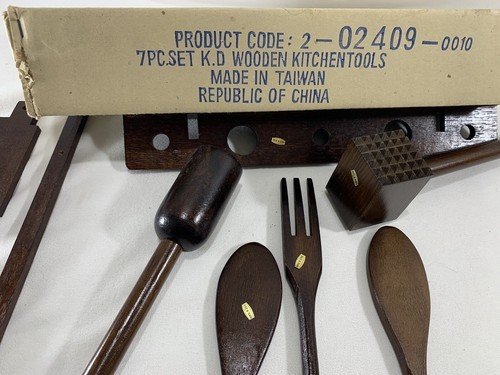 PRODUCT CODE: 2-02409-0010
7PC.SET K.D WOODEN KITCHENTOOLS
MADE IN TAIWAN
REPUBLIC OF CHINA